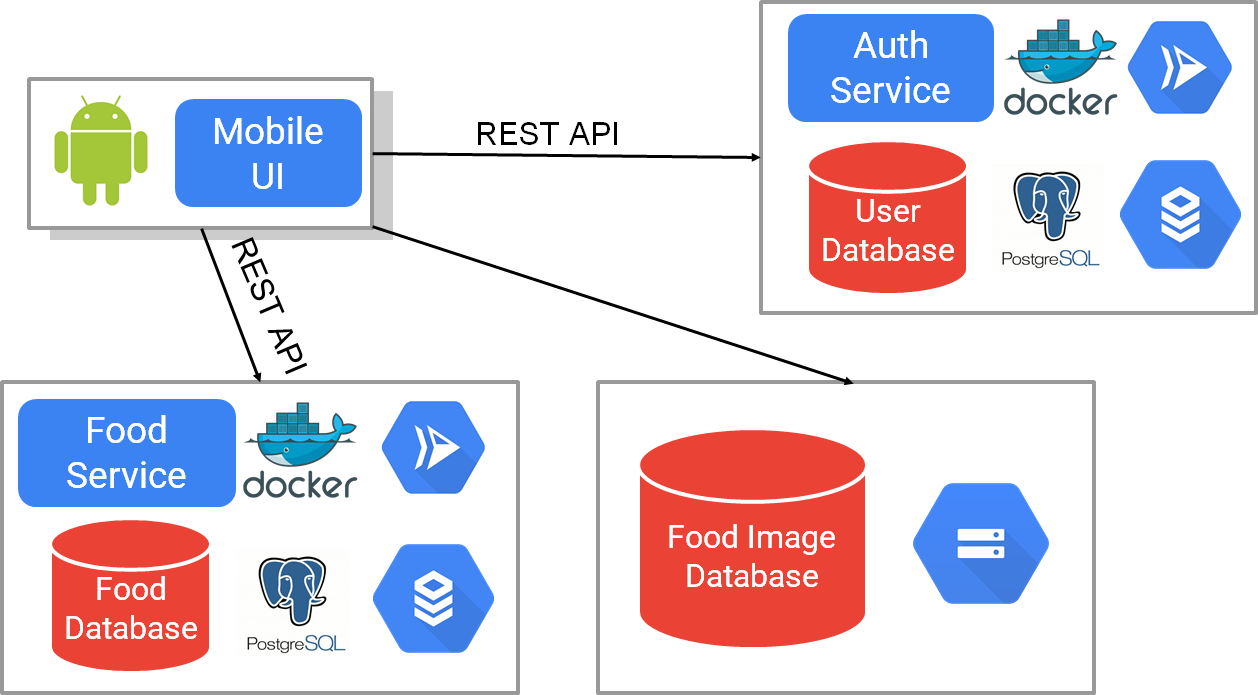 Mobile
UI
REST API
Auth
Service
docker
User
Database
PostgreSQL
REST API
Food
Service
docker
Food
Database
PostgreSQL
Food Image
Database